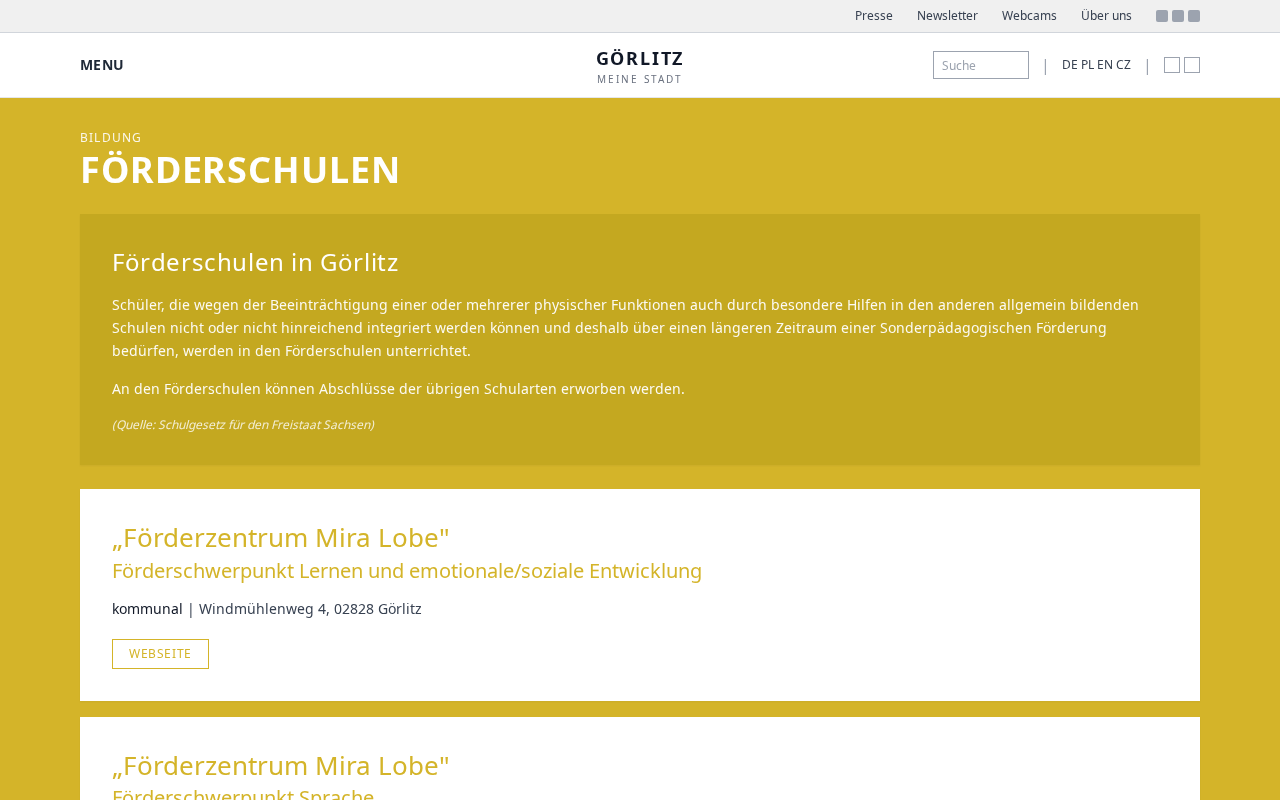 Presse Newsletter Webcams Über uns
MENU
GÖRLITZ
MEINE STADT
Suche | DE PL EN CZ |
BILDUNG
FÖRDERSCHULEN
Förderschulen in Görlitz
Schüler, die wegen der Beeinträchtigung einer oder mehrerer physischer Funktionen auch durch besondere Hilfen in den anderen allgemein bildenden
Schulen nicht oder nicht hinreichend integriert werden können und deshalb über einen längeren Zeitraum einer Sonderpädagogischen Förderung
bedürfen, werden in den Förderschulen unterrichtet.
An den Förderschulen können Abschlüsse der übrigen Schularten erworben werden.
(Quelle: Schulgesetz für den Freistaat Sachsen)
„Förderzentrum Mira Lobe"
Förderschwerpunkt Lernen und emotionale/soziale Entwicklung
kommunal | Windmühlenweg 4, 02828 Görlitz
WEBSEITE
„Förderzentrum Mira Lobe"
Förderschwerpunkt Sprache